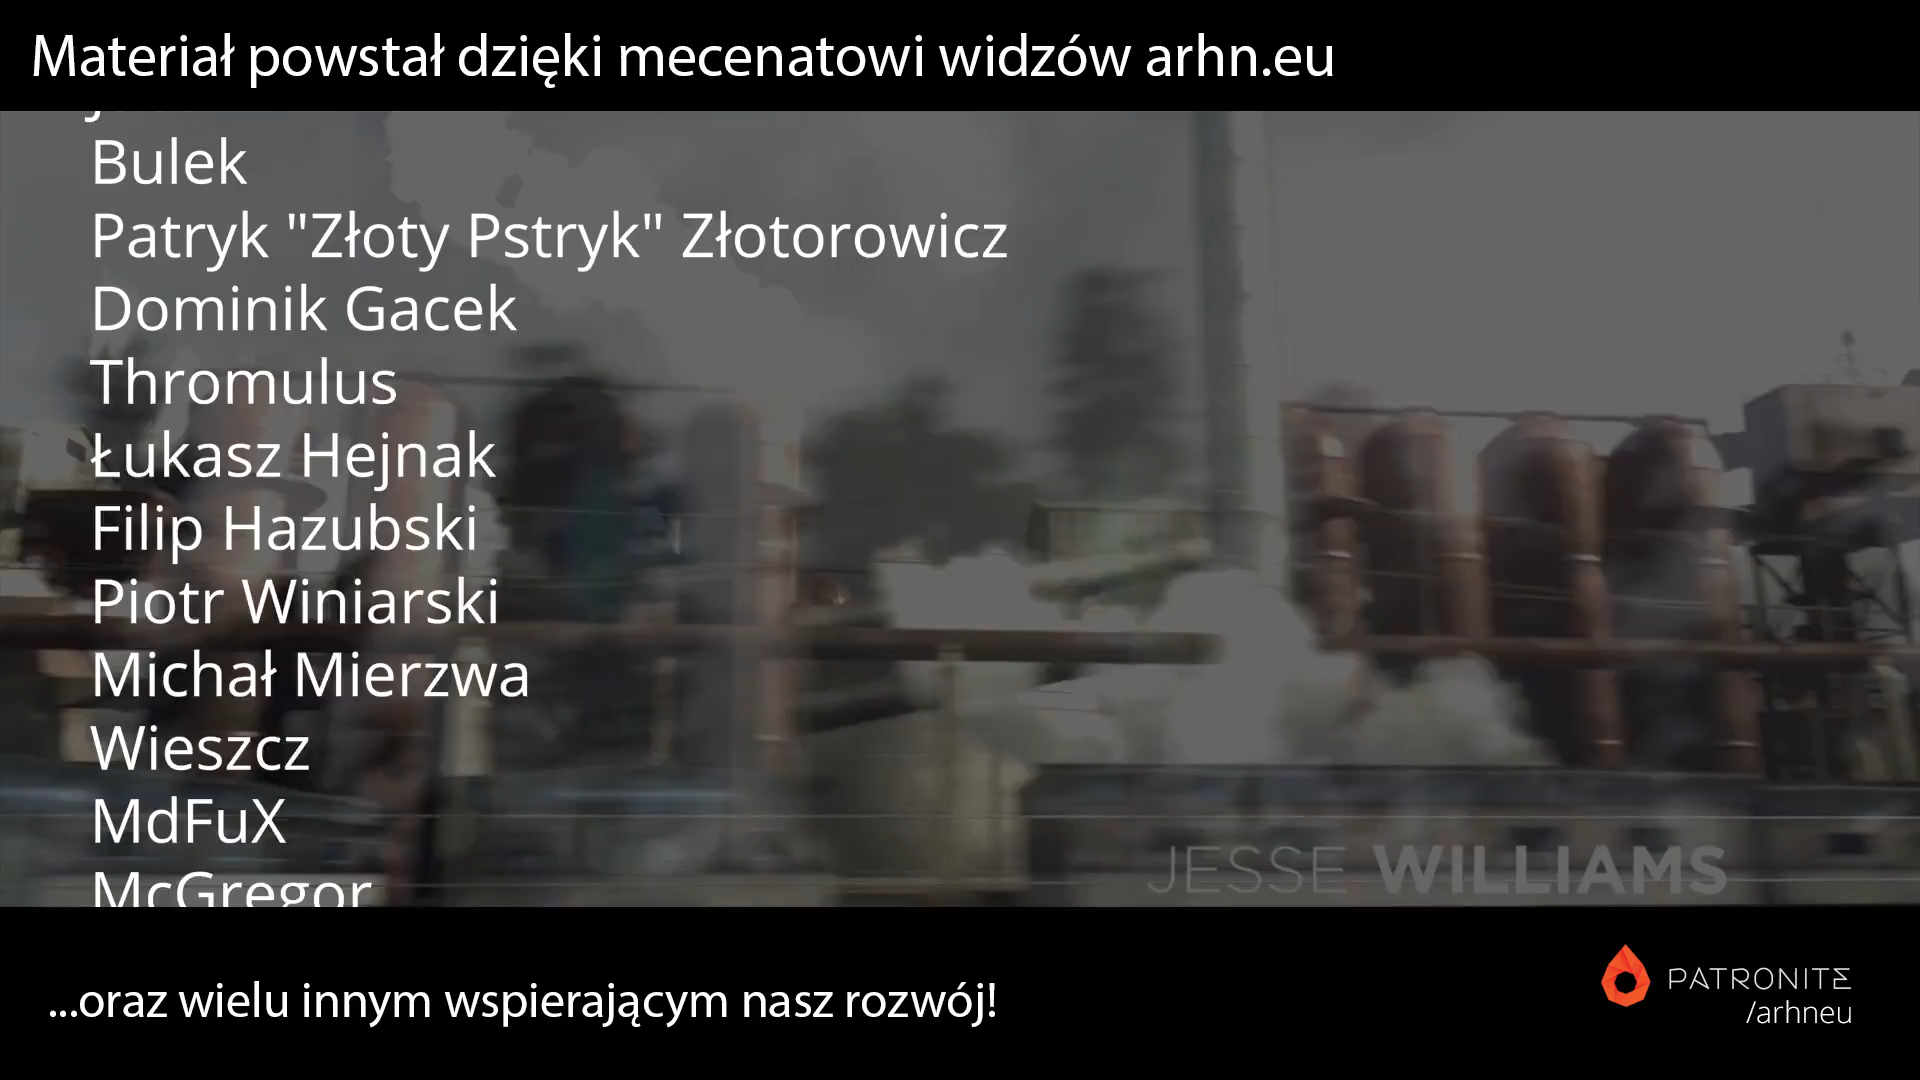 Materiał powstał dzięki mecenatowi widzów arhn.eu
Bulek
Patryk "Złoty Pstryk" Złotorowicz
Dominik Gacek
Thromulus
Łukasz Hejnak
Filip Hazubski
Piotr Winiarski
Michał Mierzwa
Wieszcz
MdFuX
McGregor
JESSE WILLIAMS
...oraz wielu innym wspierającym nasz rozwój!
PATRONITE
/arhneu